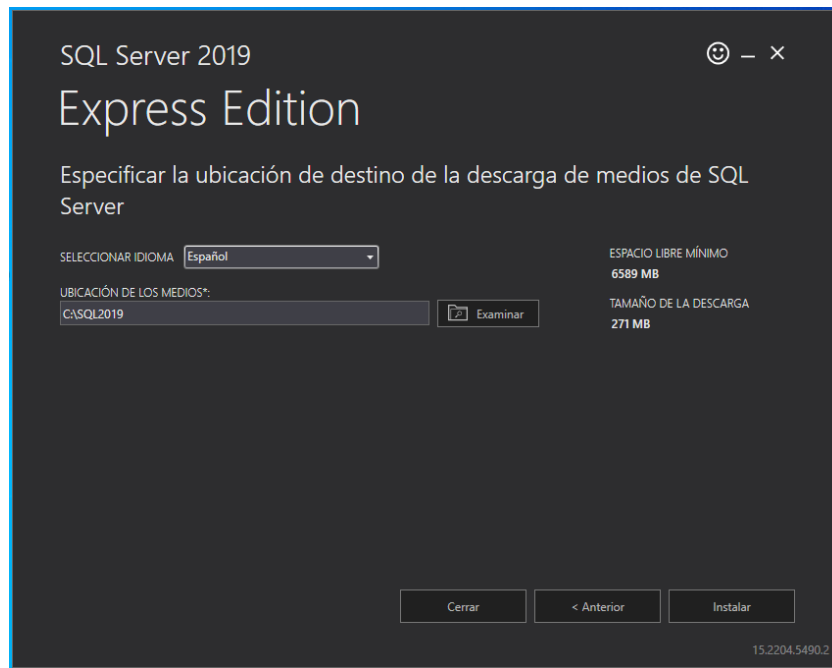 SQL Server 2019
Express Edition
Especificar la ubicación de destino de la descarga de medios de SQL
Server
SELECCIONAR IDIOMA Español
ESPACIO LIBRE MÍNIMO
6589 MB
UBICACIÓN DE LOS MEDIOS*:
C:\SQL2019 Examinar
TAMAÑO DE LA DESCARGA
271 MB
Cerrar < Anterior Instalar
15.2204.5490.2